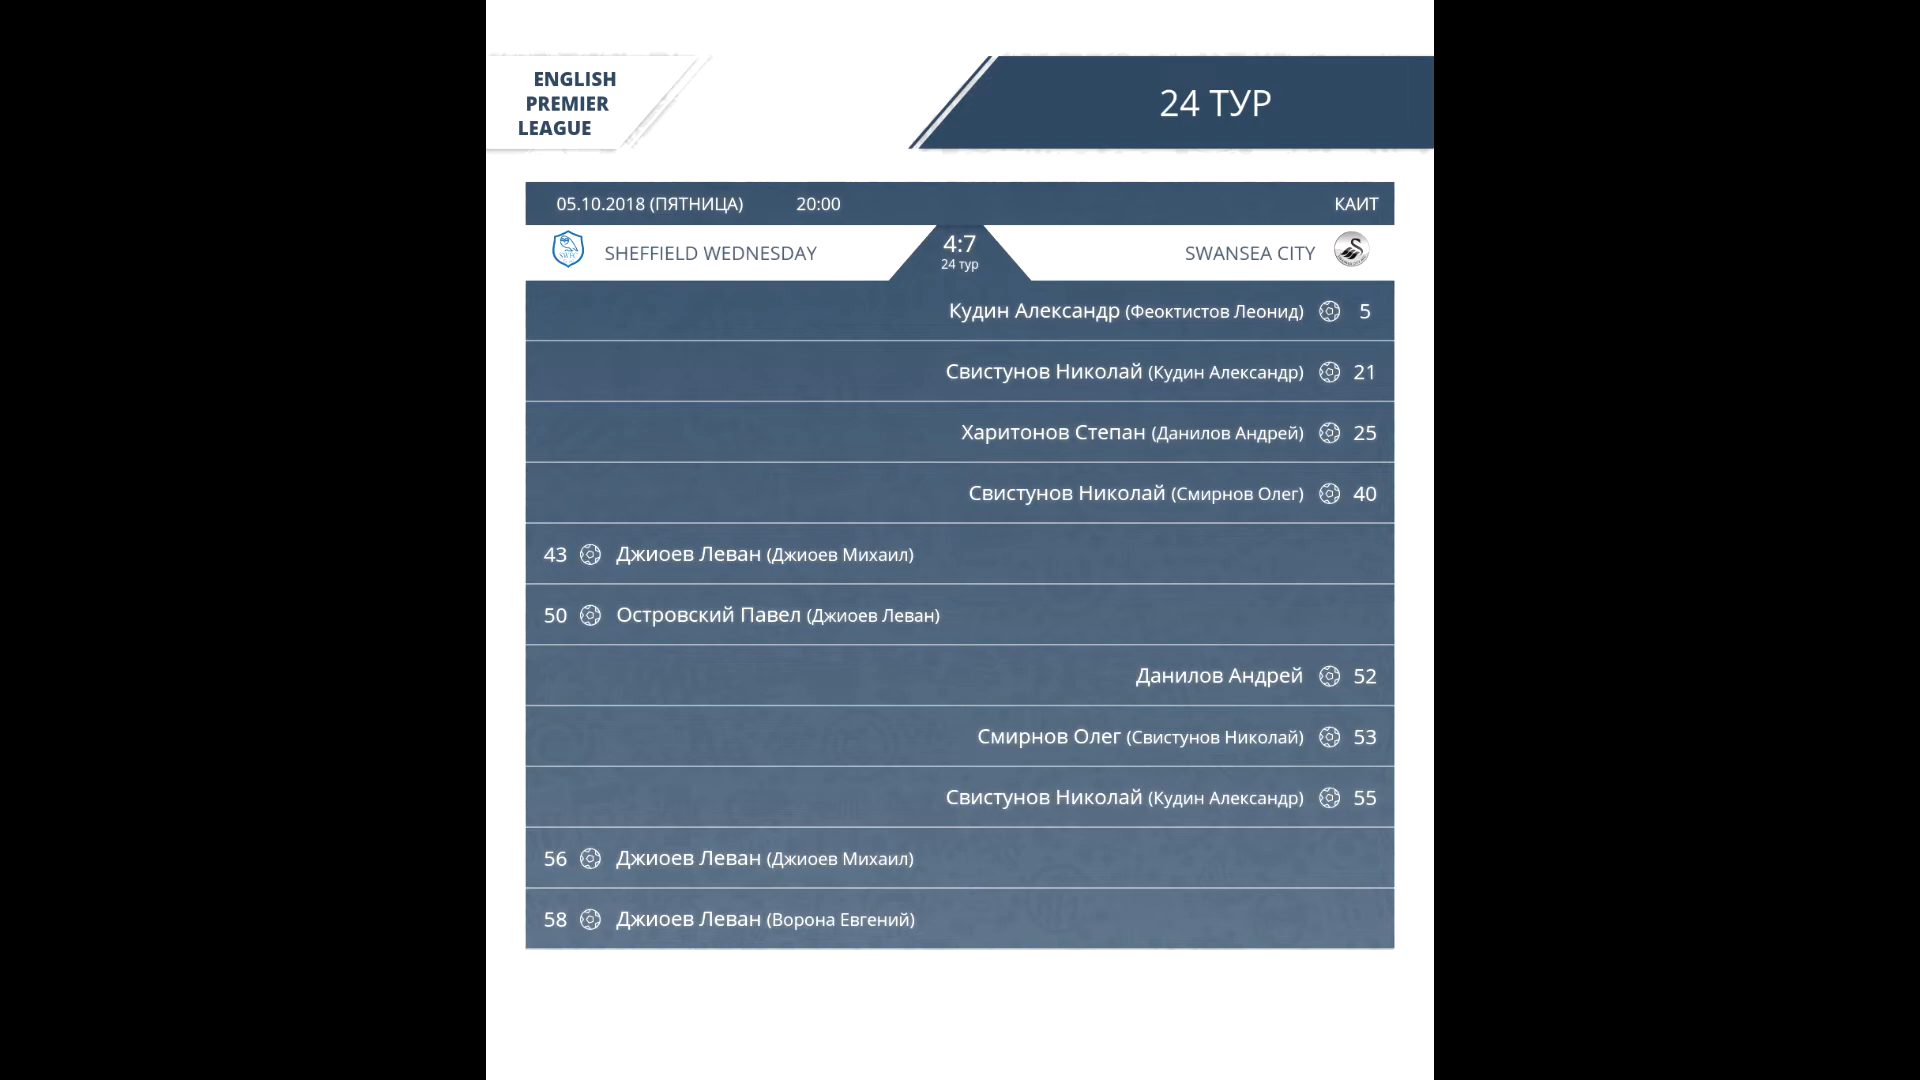 ENGLISH
PREMIER
LEAGUE
24 ТУР
05.10.2018 (ПЯТНИЦА) 20:00 КАИТ
SHEFFIELD WEDNESDAY 4:7 SWANSEA CITY
24 тур
Кудин Александр (Феоктистов Леонид) 5
Свистунов Николай (Кудин Александр) 21
Харитонов Степан (Данилов Андрей) 25
Свистунов Николай (Смирнов Олег) 40
43 Джиоев Леван (Джиоев Михаил)
50 Островский Павел (Джиоев Леван)
Данилов Андрей 52
Смирнов Олег (Свистунов Николай) 53
Свистунов Николай (Кудин Александр) 55
56 Джиоев Леван (Джиоев Михаил)
58 Джиоев Леван (Ворона Евгений)